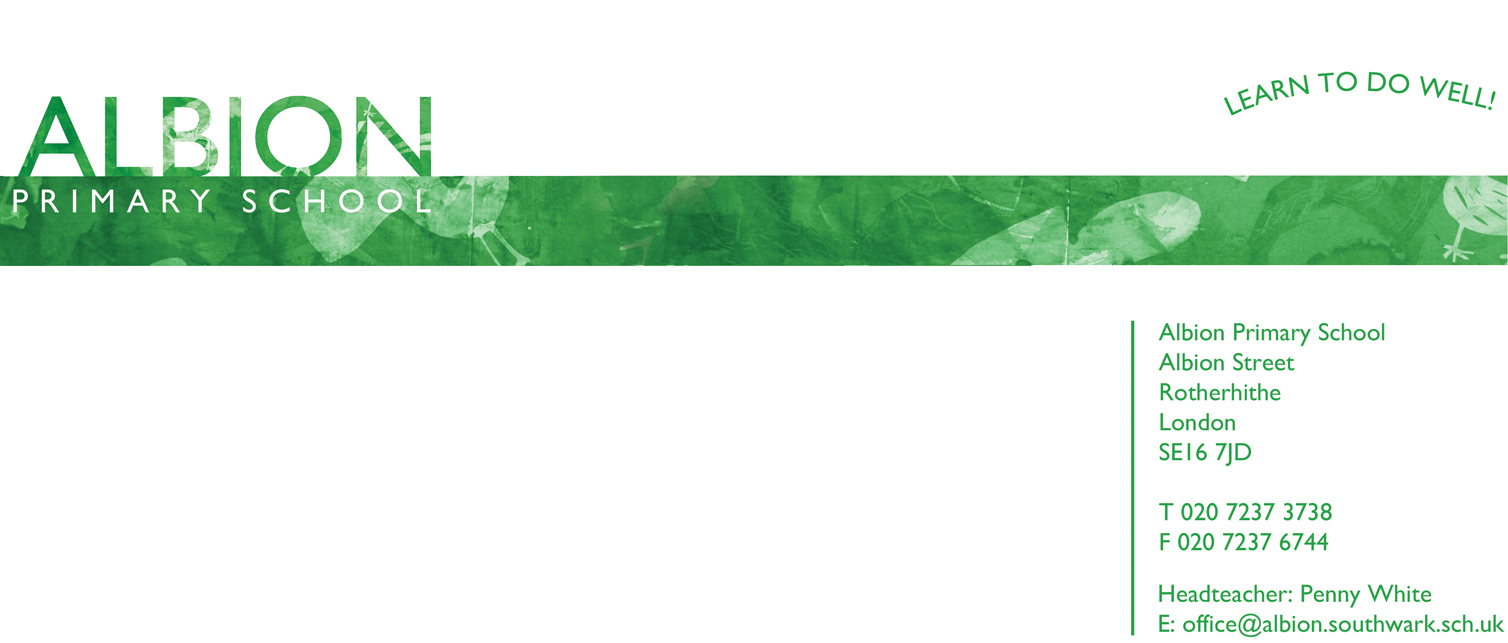 LEARN TO DO WELL!
ALBION
PRIMARY SCHOOL
Albion Primary School
Albion Street
Rotherhithe
London
SE16 7JD
T 020 7237 3738
F 020 7237 6744
Headteacher: Penny White
E: office@albion.southwark.sch.uk